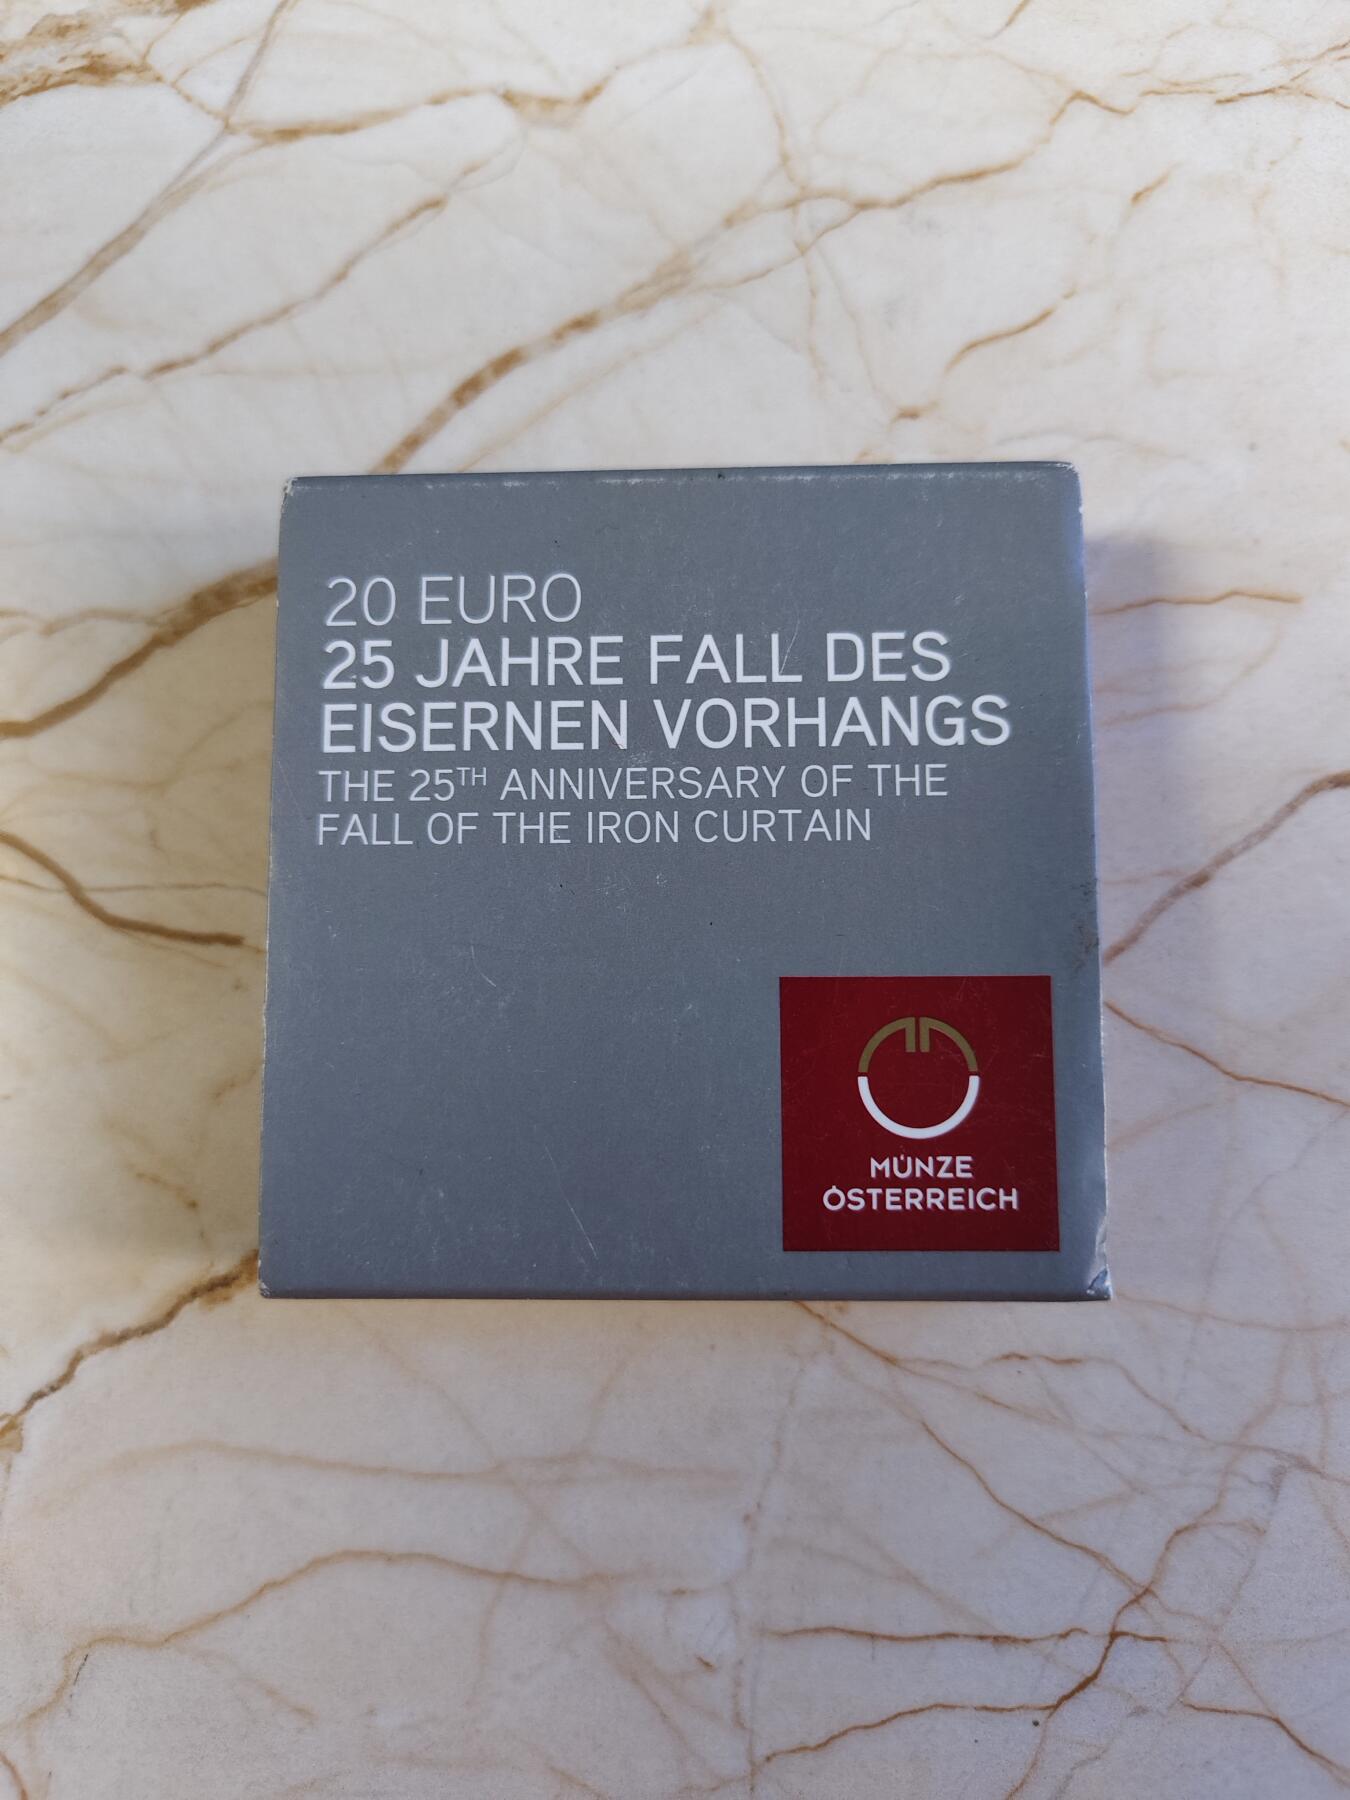 20 EURO
25 JAHRE FALL DES
EISERNEN VORHANGS
THE 25TH ANNIVERSARY OF THE
FALL OF THE IRON CURTAIN
MÜNZE
ÖSTERREICH